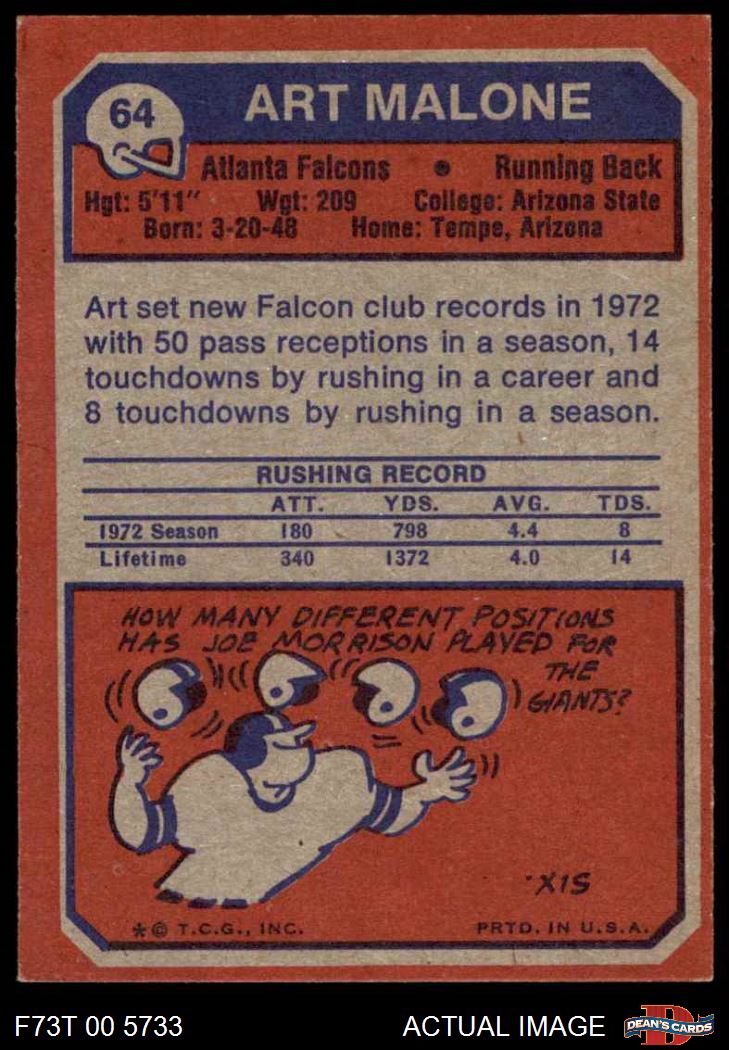 64
ART MALONE
Atlanta Falcons • Running Back
Hgt: 5'11" Wgt: 209 College: Arizona State
Born: 3-20-48 Home: Tempe, Arizona
Art set new Falcon club records in 1972
with 50 pass receptions in a season, 14
touchdowns by rushing in a career and
8 touchdowns by rushing in a season.
RUSHING RECORD
ATT. YDS. AVG. TDS.
1972 Season 180 798 4.4 8
Lifetime 340 1372 4.0 14
HOW MANY DIFFERENT POSITIONS
HAS JOE MORRISON PLAYED FOR
THE
GIANTS?
SIX.
* © T.C.G., INC. PRTD. IN U.S.A.
F73T 00 5733 ACTUAL IMAGE
D
DEAN'S CARDS